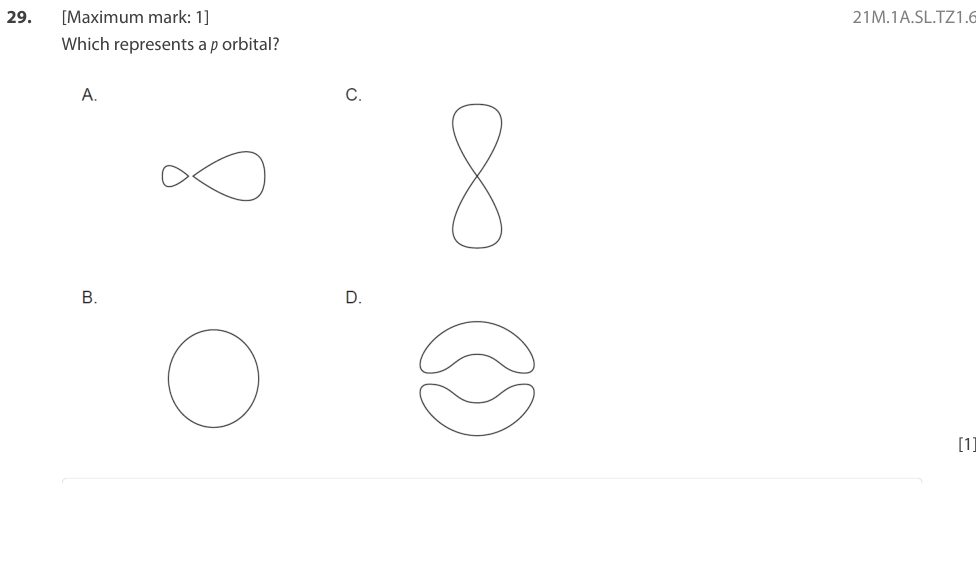 29. [Maximum mark: 1] 21M.1A.SL.TZ1.6
Which represents a p orbital?
A. C.
B. D.
[1]